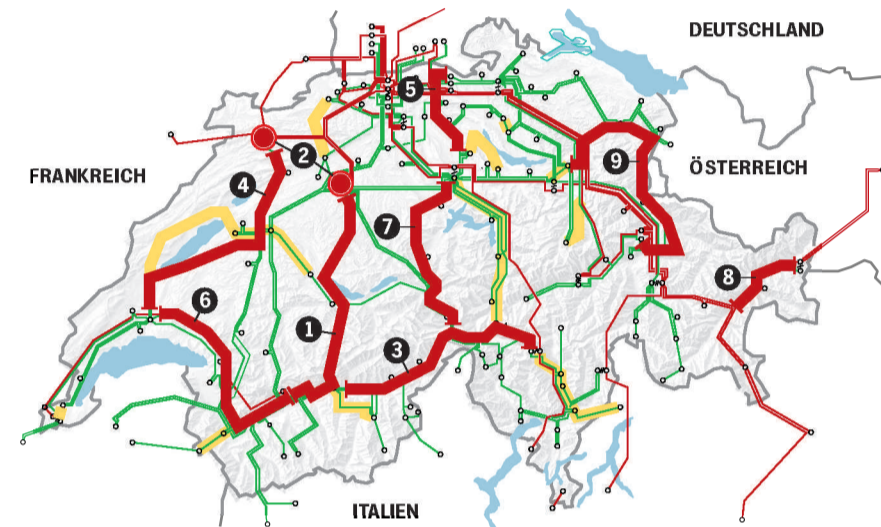 DEUTSCHLAND
5
2
9
FRANKREICH
ÖSTERREICH
4
7
8
6
1
3
ITALIEN